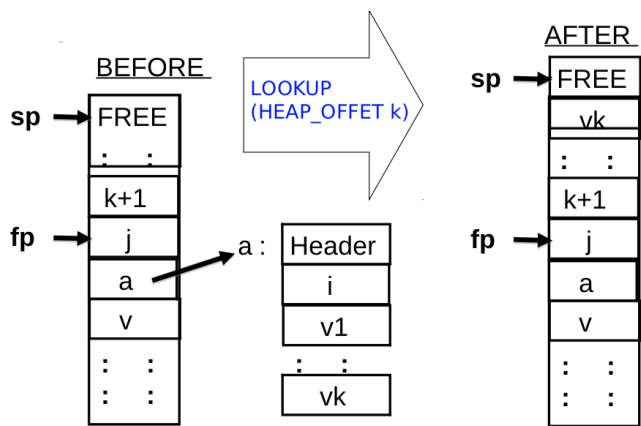 BEFORE
sp
FREE
: :
k+1
fp
j
a
v
: :
: :
LOOKUP
(HEAP_OFFET k)
a :
Header
i
v1
: :
vk
AFTER
sp
FREE
vk
: :
k+1
fp
j
a
v
: :
: :